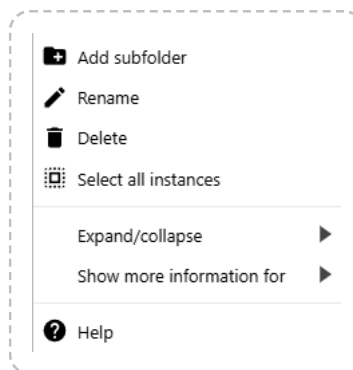 Add subfolder
Rename
Delete
Select all instances
Expand/collapse
Show more information for
Help